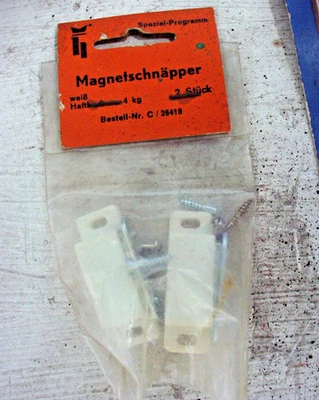 Spezial-Programm
Magnetschnäpper
weiß
4 kg 2 Stück
Bestell-Nr. C / 26418